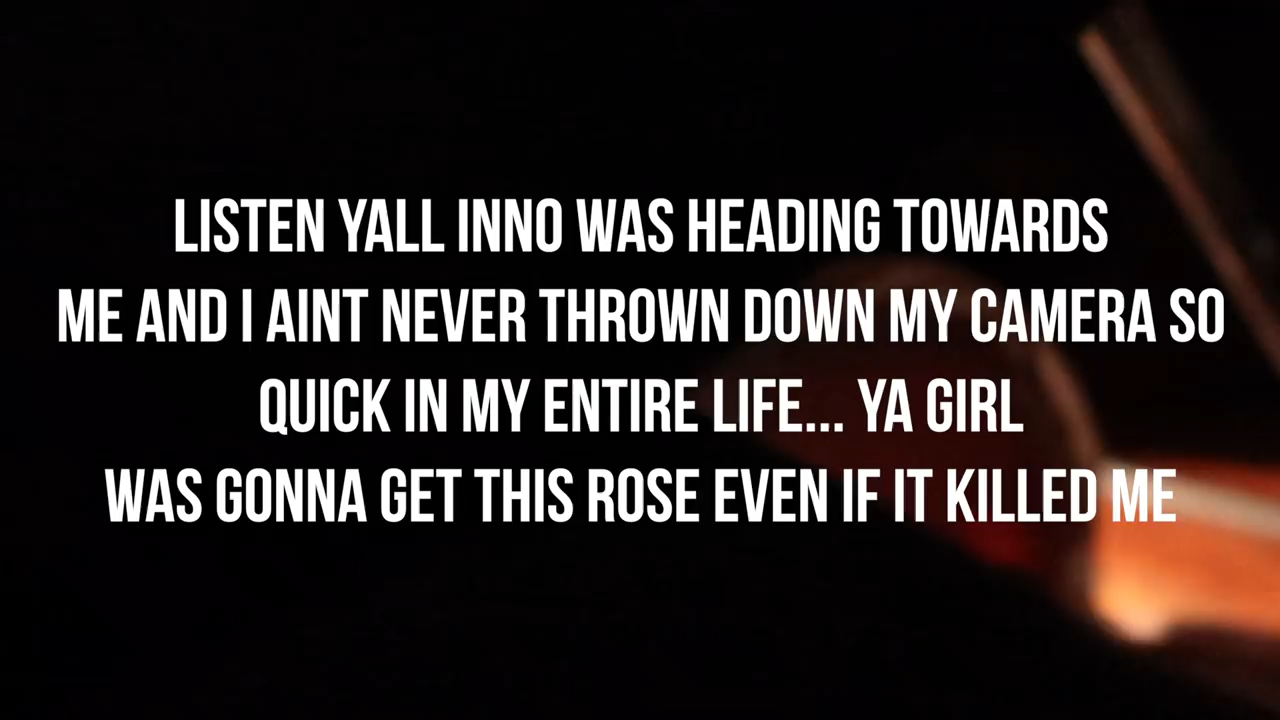 LISTEN YALL INNO WAS HEADING TOWARDS
ME AND I AINT NEVER THROWN DOWN MY CAMERA SO
QUICK IN MY ENTIRE LIFE... YA GIRL
WAS GONNA GET THIS ROSE EVEN IF IT KILLED ME